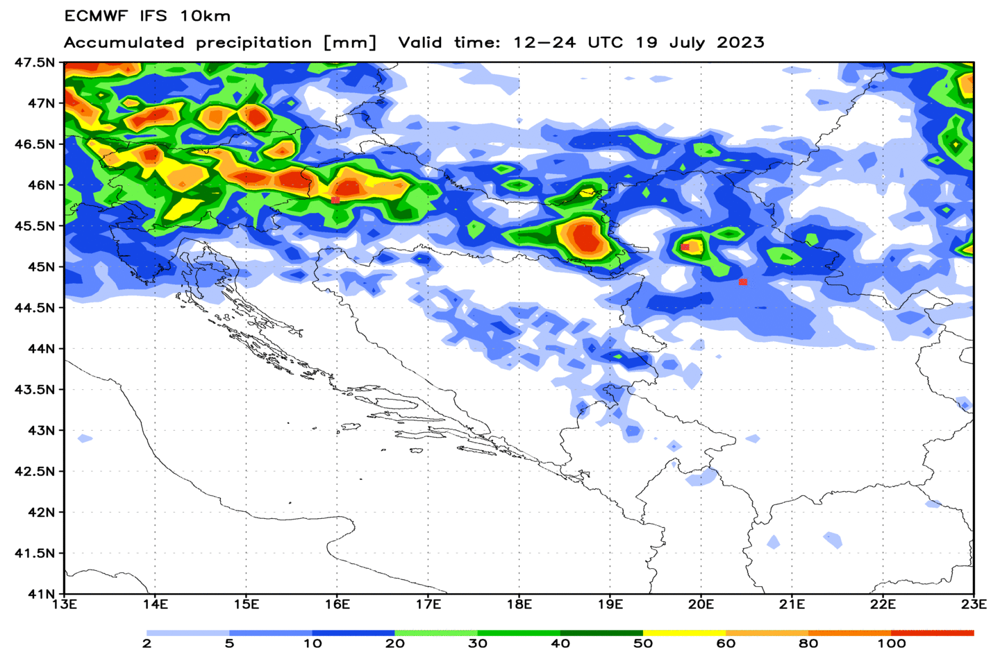 ECMWF IFS 10km
Accumulated precipitation [mm] Valid time: 12−24 UTC 19 July 2023
47.5N
47N
46.5N
46N
45.5N
45N
44.5N
44N
43.5N
43N
42.5N
42N
41.5N
41N
13E 14E 15E 16E 17E 18E 19E 20E 21E 22E 23E
2 5 10 20 30 40 50 60 80 100